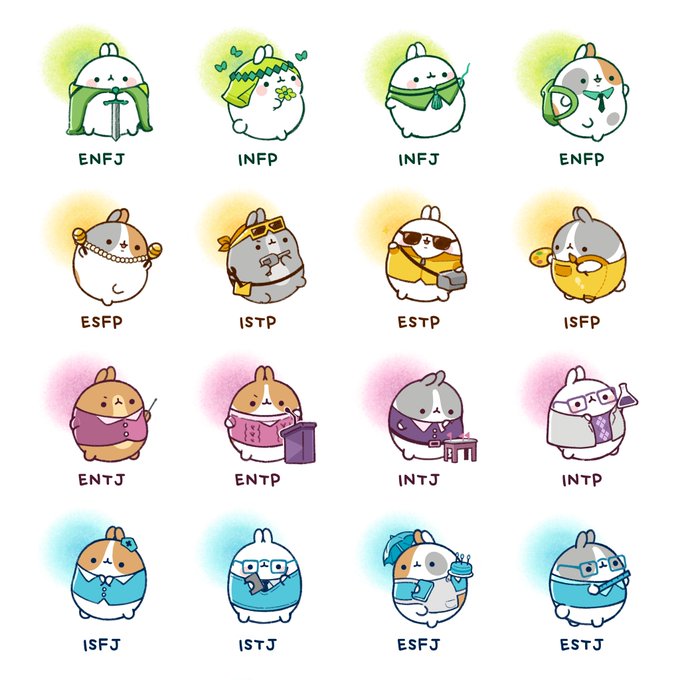 ENFJ INFP INFJ ENFP
ESFP ISTP ESTP ISFP
ENTJ ENTP INTJ INTP
ISFJ ISTJ ESFJ ESTJ